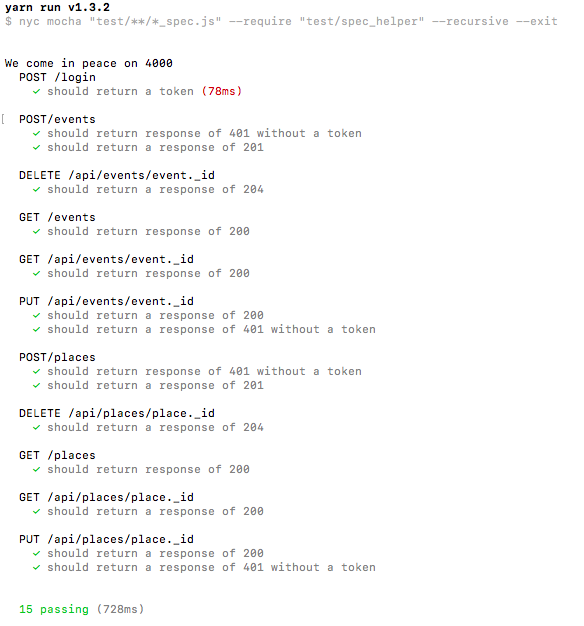 yarn run v1.3.2
$ nyc mocha "test/**/*_spec.js" --require "test/spec_helper" --recursive --exit
We come in peace on 4000
POST /login
✓ should return a token (78ms)
[ POST/events
✓ should return response of 401 without a token
✓ should return a response of 201
DELETE /api/events/event._id
✓ should return a response of 204
GET /events
✓ should return response of 200
GET /api/events/event._id
✓ should return response of 200
PUT /api/events/event._id
✓ should return a response of 200
✓ should return a response of 401 without a token
POST/places
✓ should return response of 401 without a token
✓ should return a response of 201
DELETE /api/places/place._id
✓ should return a response of 204
GET /places
✓ should return response of 200
GET /api/places/place._id
✓ should return a response of 200
PUT /api/places/place._id
✓ should return a response of 200
✓ should return a response of 401 without a token
15 passing (728ms)